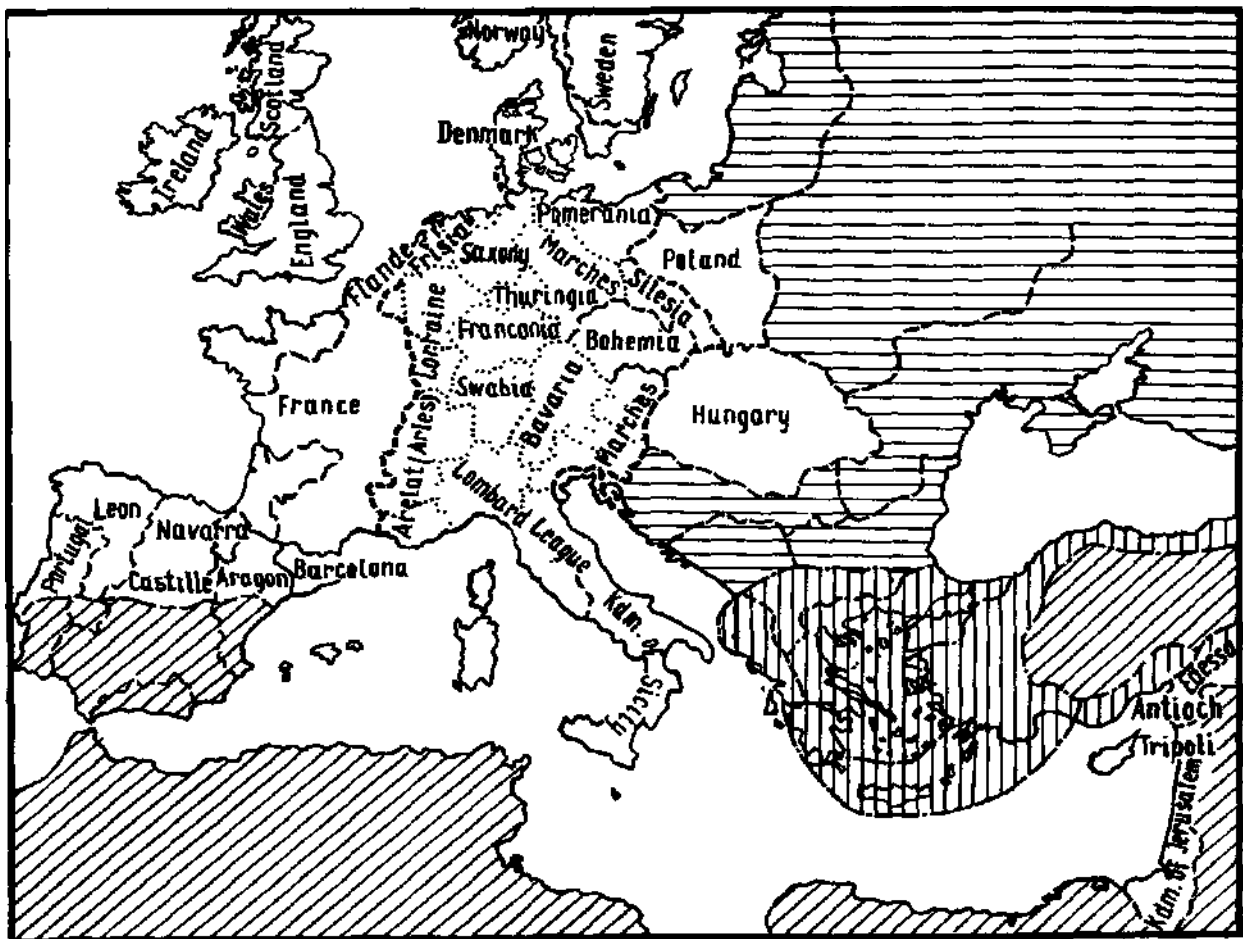 Norway
Sweden
Scotland
Denmark
Ireland
Wales
England
Pomerania
Frisia
Saxony
Marches
Poland
Flanders
Silesia
Thuringia
Lorraine
Franconia
Bohemia
Swabia
France
Bavaria
Marches
Hungary
Arelat (Arles)
Lombard League
Leon
Navarra
Portugal
Castille
Aragon
Barcelona
Kdm. o.
Sicily
Edessa
Antioch
Tripoli
Kdm. of Jerusalem